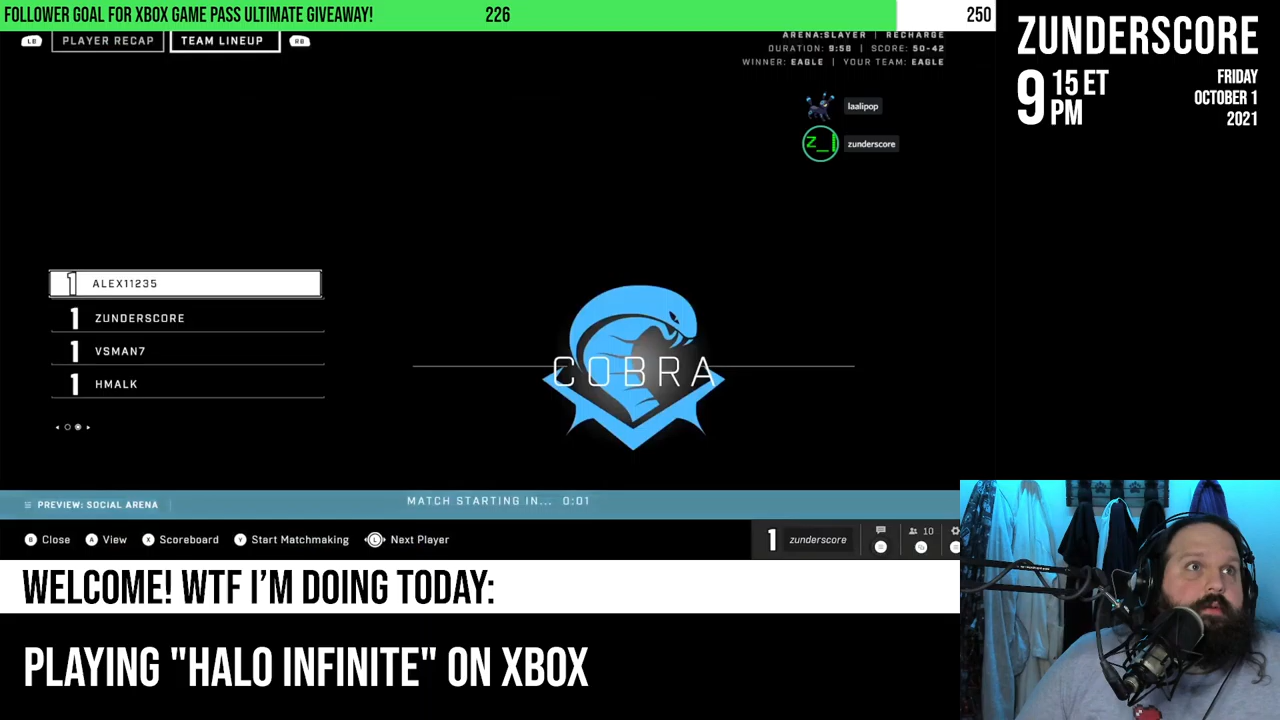 FOLLOWER GOAL FOR XBOX GAME PASS ULTIMATE GIVEAWAY! 226 250
ZUNDERSCORE
9 15 ET PM
FRIDAY
OCTOBER 1
2021
LB PLAYER RECAP TEAM LINEUP RB
ARENA:SLAYER | RECHARGE
DURATION: 9:58 | SCORE: 50-42
WINNER: EAGLE | YOUR TEAM: EAGLE
laalipop
Z_ zunderscore
1 ALEX11235
1 ZUNDERSCORE
1 VSMAN7
1 HMALK
COBRA
PREVIEW: SOCIAL ARENA
MATCH STARTING IN... 0:01
B Close A View X Scoreboard Y Start Matchmaking L Next Player
1 zunderscore 10
WELCOME! WTF I'M DOING TODAY:
PLAYING "HALO INFINITE" ON XBOX